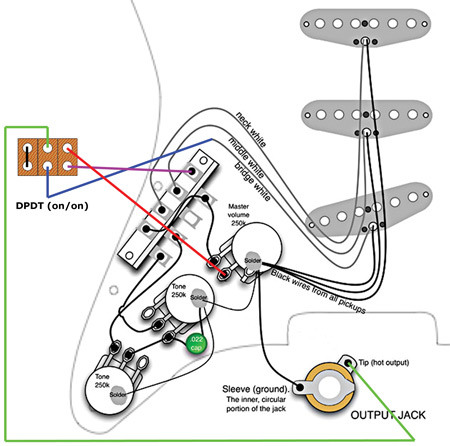 neck white
middle white
bridge white
DPDT (on/on)
Master
volume
250k
Solder
Black wires from all pickups
Tone
250k
Solder
.022
cap
Tone
250k
Solder
Tip (hot output)
Sleeve (ground).
The inner, circular
portion of the jack
OUTPUT JACK